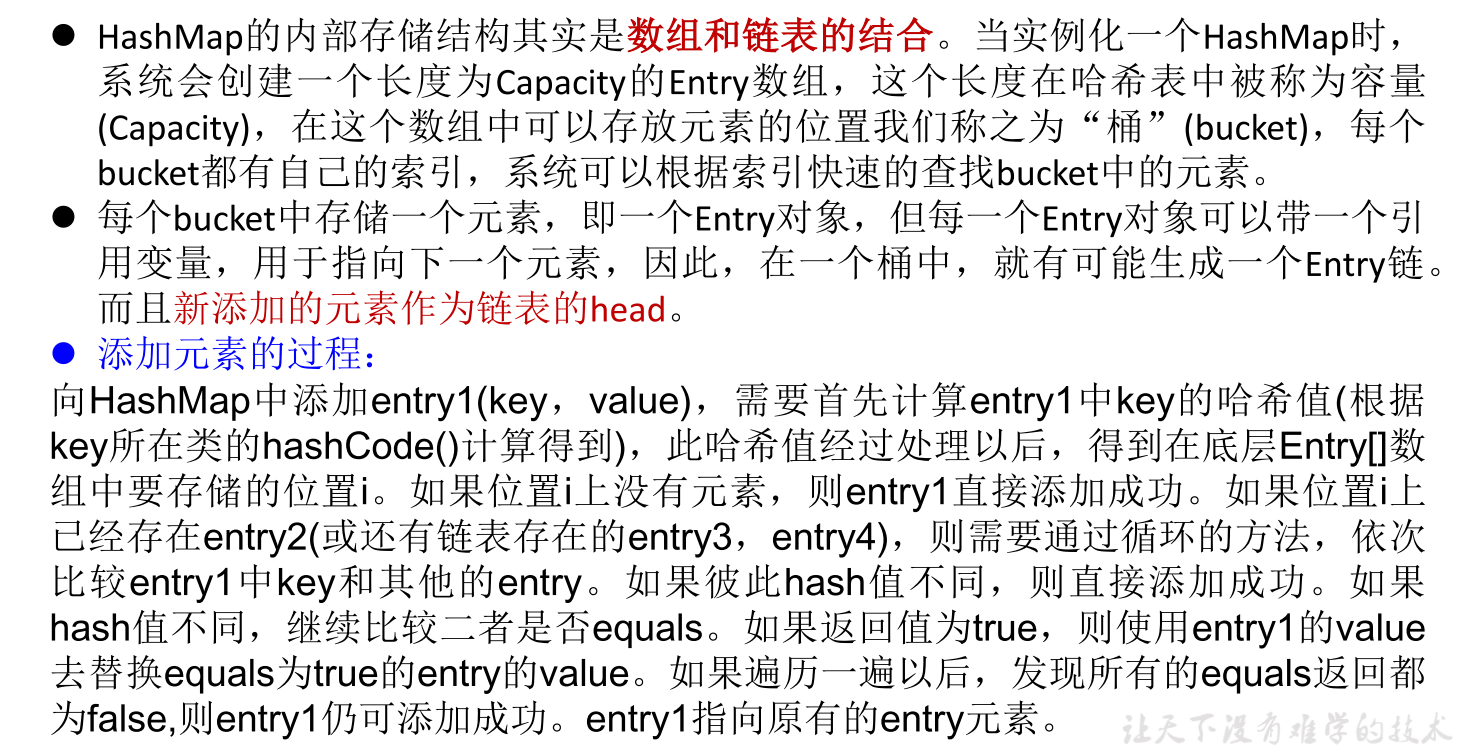 ● HashMap的内部存储结构其实是数组和链表的结合。当实例化一个HashMap时，
系统会创建一个长度为Capacity的Entry数组，这个长度在哈希表中被称为容量
(Capacity)，在这个数组中可以存放元素的位置我们称之为“桶”(bucket)，每个
bucket都有自己的索引，系统可以根据索引快速的查找bucket中的元素。
● 每个bucket中存储一个元素，即一个Entry对象，但每一个Entry对象可以带一个引
用变量，用于指向下一个元素，因此，在一个桶中，就有可能生成一个Entry链。
而且新添加的元素作为链表的head。
● 添加元素的过程：
向HashMap中添加entry1(key，value)，需要首先计算entry1中key的哈希值(根据
key所在类的hashCode()计算得到)，此哈希值经过处理以后，得到在底层Entry[]数
组中要存储的位置i。如果位置i上没有元素，则entry1直接添加成功。如果位置i上
已经存在entry2(或还有链表存在的entry3，entry4)，则需要通过循环的方法，依次
比较entry1中key和其他的entry。如果彼此hash值不同，则直接添加成功。如果
hash值不同，继续比较二者是否equals。如果返回值为true，则使用entry1的value
去替换equals为true的entry的value。如果遍历一遍以后，发现所有的equals返回都
为false,则entry1仍可添加成功。entry1指向原有的entry元素。
让天下没有难学的技术